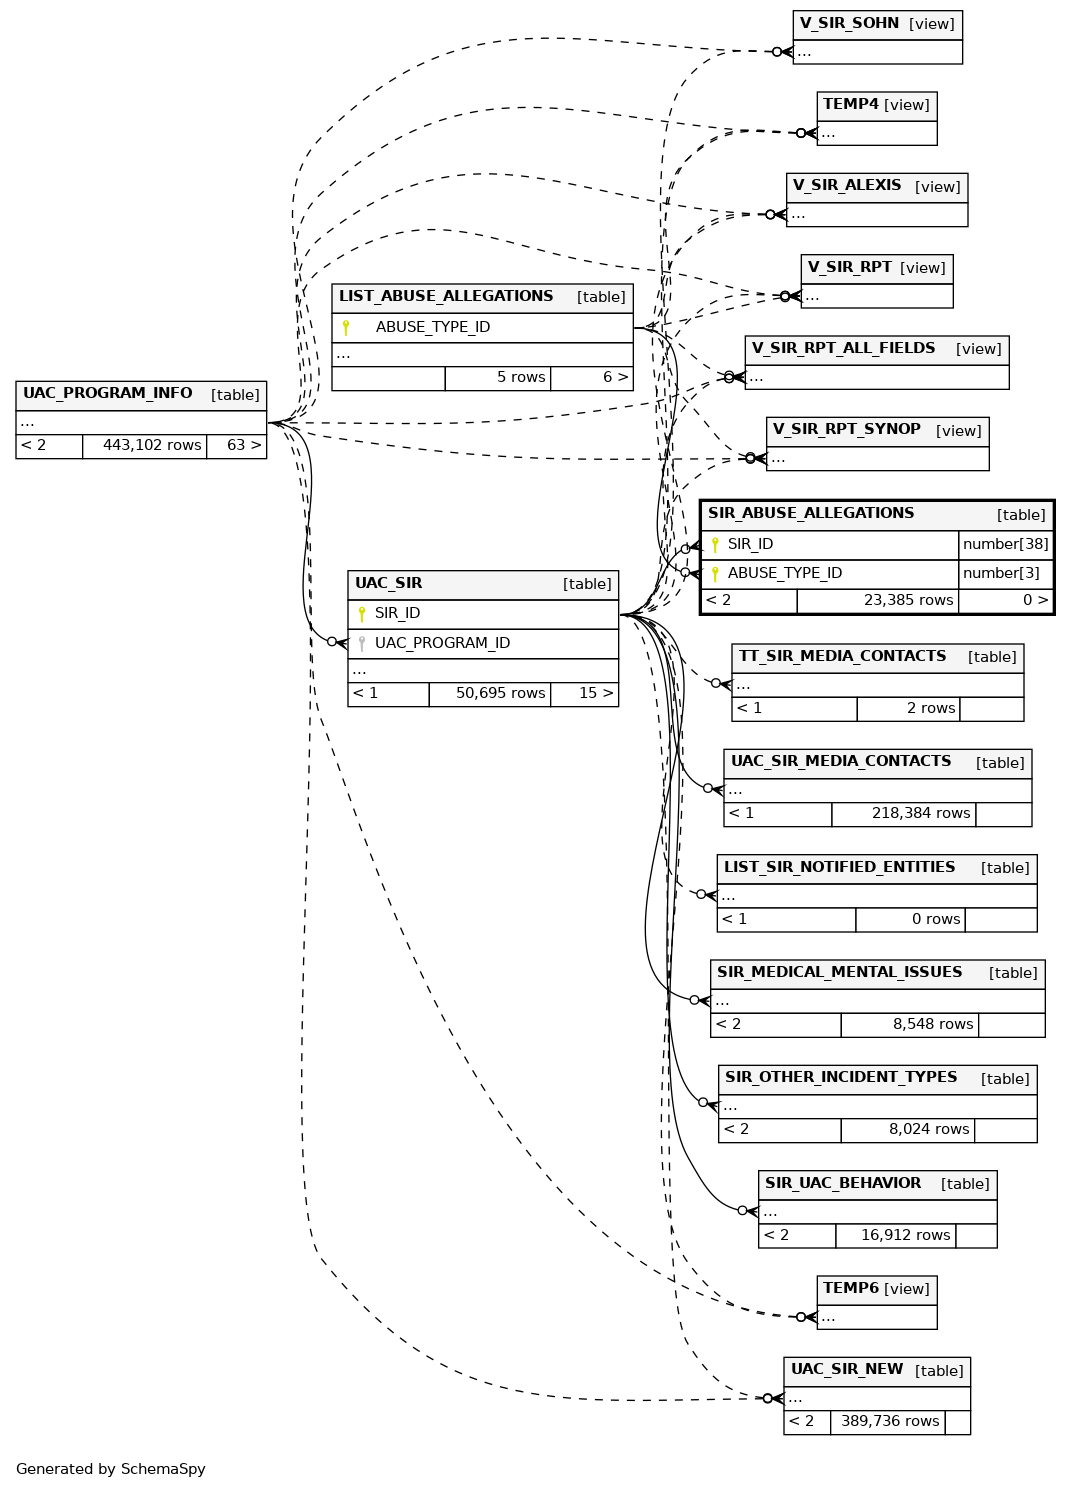 V_SIR_SOHN [view]
...
TEMP4 [view]
...
V_SIR_ALEXIS [view]
...
V_SIR_RPT [view]
...
LIST_ABUSE_ALLEGATIONS [table]
ABUSE_TYPE_ID
...
5 rows 6 >
V_SIR_RPT_ALL_FIELDS [view]
...
UAC_PROGRAM_INFO [table]
...
< 2 443,102 rows 63 >
V_SIR_RPT_SYNOP [view]
...
SIR_ABUSE_ALLEGATIONS [table]
SIR_ID number[38]
ABUSE_TYPE_ID number[3]
< 2 23,385 rows 0 >
UAC_SIR [table]
SIR_ID
UAC_PROGRAM_ID
...
< 1 50,695 rows 15 >
TT_SIR_MEDIA_CONTACTS [table]
...
< 1 2 rows
UAC_SIR_MEDIA_CONTACTS [table]
...
< 1 218,384 rows
LIST_SIR_NOTIFIED_ENTITIES [table]
...
< 1 0 rows
SIR_MEDICAL_MENTAL_ISSUES [table]
...
< 2 8,548 rows
SIR_OTHER_INCIDENT_TYPES [table]
...
< 2 8,024 rows
SIR_UAC_BEHAVIOR [table]
...
< 2 16,912 rows
TEMP6 [view]
...
UAC_SIR_NEW [table]
...
< 2 389,736 rows
Generated by SchemaSpy